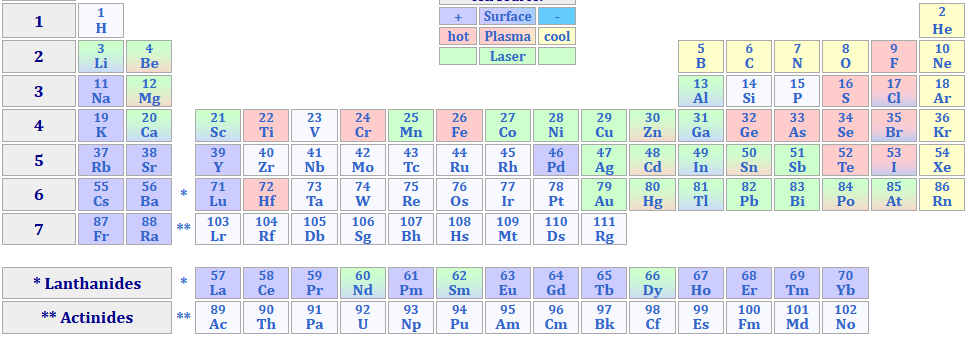 1 1 2
H He
+ Surface -
hot Plasma cool
Laser
2 3 4 5 6 7 8 9 10
Li Be B C N O F Ne
3 11 12 13 14 15 16 17 18
Na Mg Al Si P S Cl Ar
4 19 20 21 22 23 24 25 26 27 28 29 30 31 32 33 34 35 36
K Ca Sc Ti V Cr Mn Fe Co Ni Cu Zn Ga Ge As Se Br Kr
5 37 38 39 40 41 42 43 44 45 46 47 48 49 50 51 52 53 54
Rb Sr Y Zr Nb Mo Tc Ru Rh Pd Ag Cd In Sn Sb Te I Xe
6 55 56 * 71 72 73 74 75 76 77 78 79 80 81 82 83 84 85 86
Cs Ba Lu Hf Ta W Re Os Ir Pt Au Hg Tl Pb Bi Po At Rn
7 87 88 ** 103 104 105 106 107 108 109 110 111
Fr Ra Lr Rf Db Sg Bh Hs Mt Ds Rg
* Lanthanides * 57 58 59 60 61 62 63 64 65 66 67 68 69 70
La Ce Pr Nd Pm Sm Eu Gd Tb Dy Ho Er Tm Yb
** Actinides ** 89 90 91 92 93 94 95 96 97 98 99 100 101 102
Ac Th Pa U Np Pu Am Cm Bk Cf Es Fm Md No